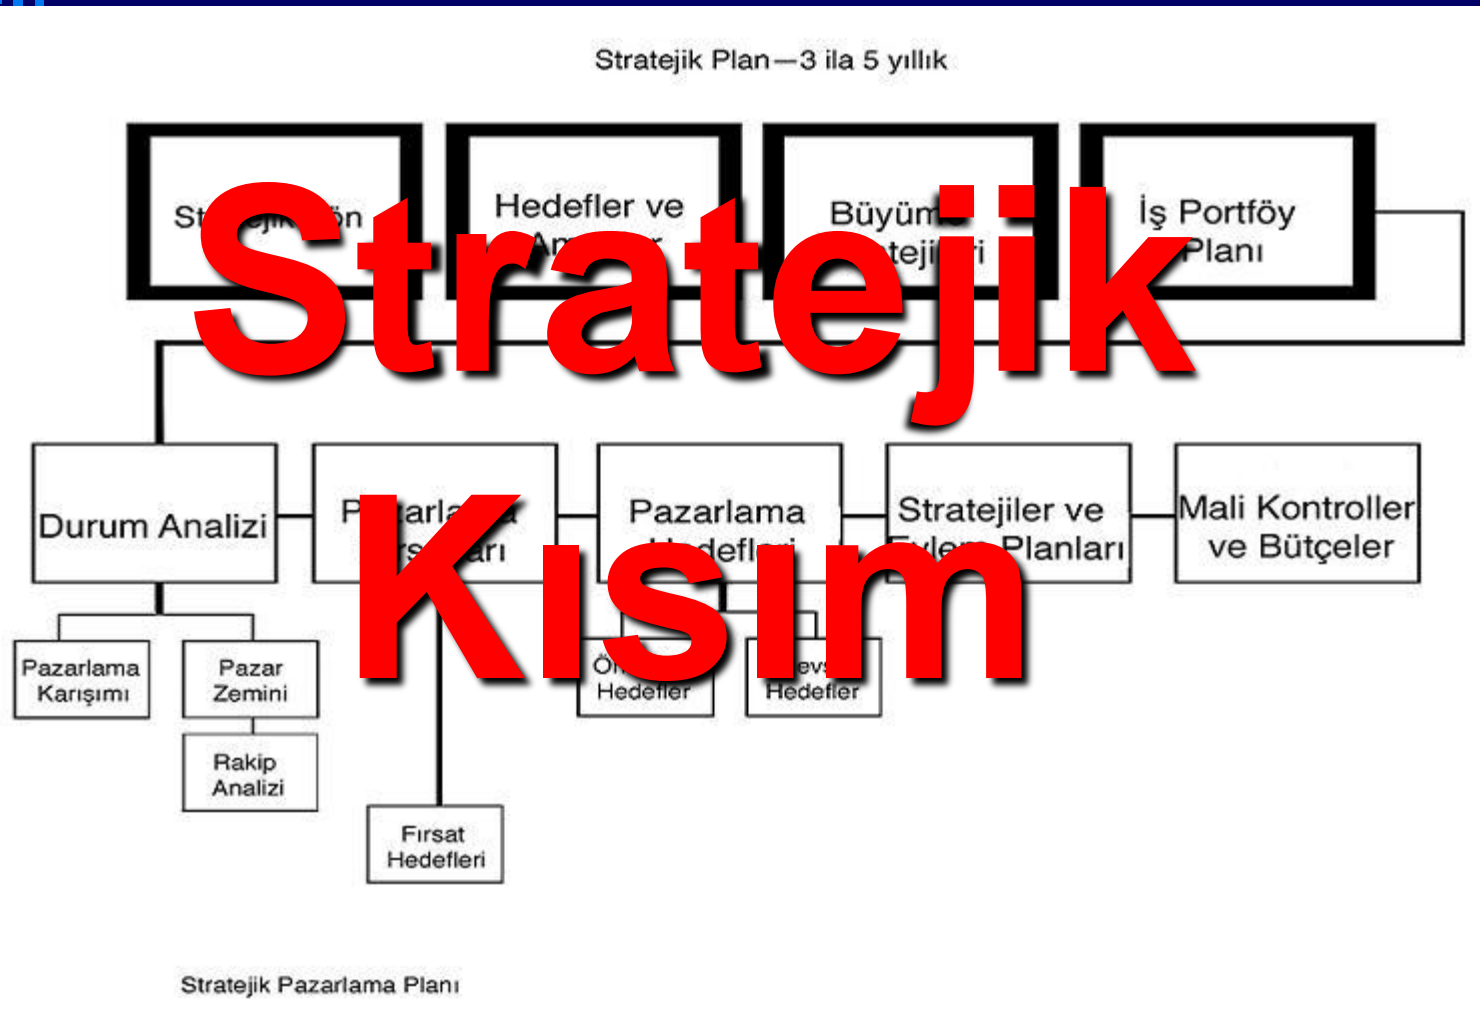 Stratejik Plan—3 ila 5 yıllık
Hedefler ve
İş Portföy
Planı
Stratejik
Durum Analizi
Pazarlama
Stratejiler ve
Planları
Mali Kontroller
ve Bütçeler
Kısım
Pazarlama
Karışımı
Pazar
Zemini
Hedefler
Hedefler
Rakip
Analizi
Fırsat
Hedefleri
Stratejik Pazarlama Planı